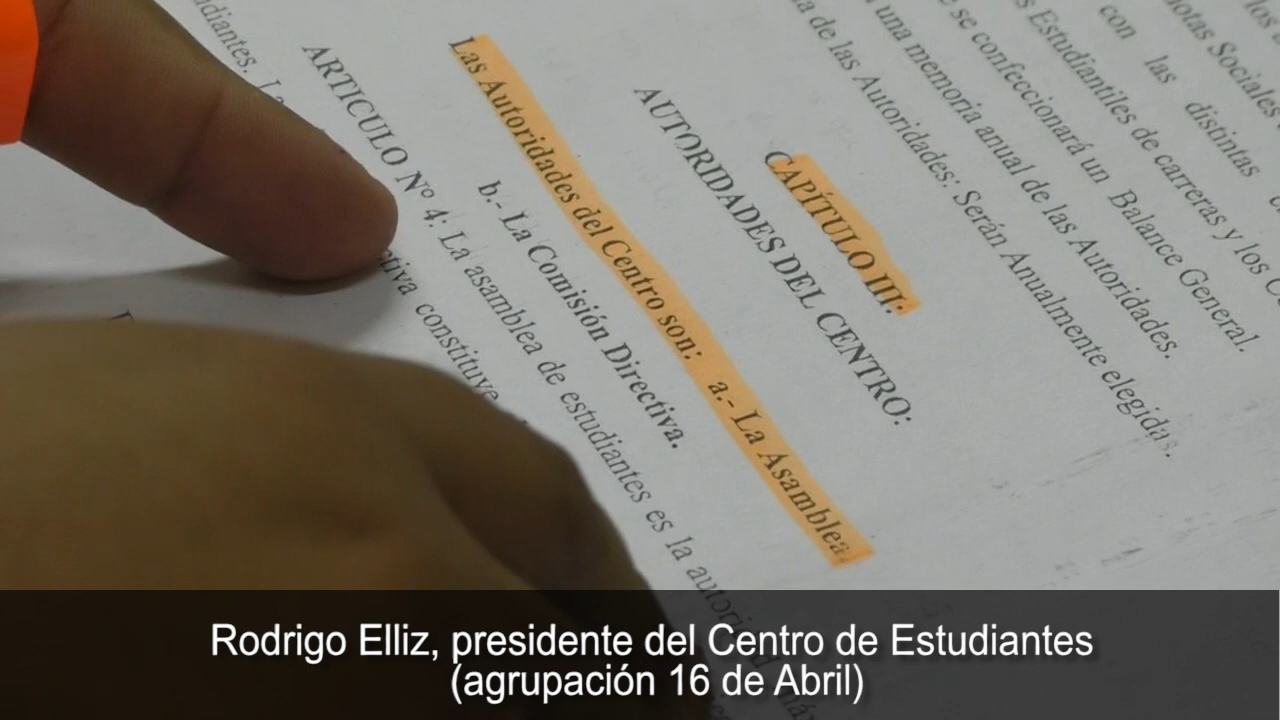 los
Sociales
con las distintas
Estudiantiles de carreras y los
se confeccionará un Balance General.
una memoria anual de las Autoridades.
de las Autoridades: Serán Anualmente elegidas.
CAPÍTULO III:
AUTORIDADES DEL CENTRO:
Las Autoridades del Centro son: a.- La Asamblea
b.- La Comisión Directiva.
ARTICULO Nº 4: La asamblea de estudiantes es la autoridad
constituye
Rodrigo Elliz, presidente del Centro de Estudiantes
(agrupación 16 de Abril)